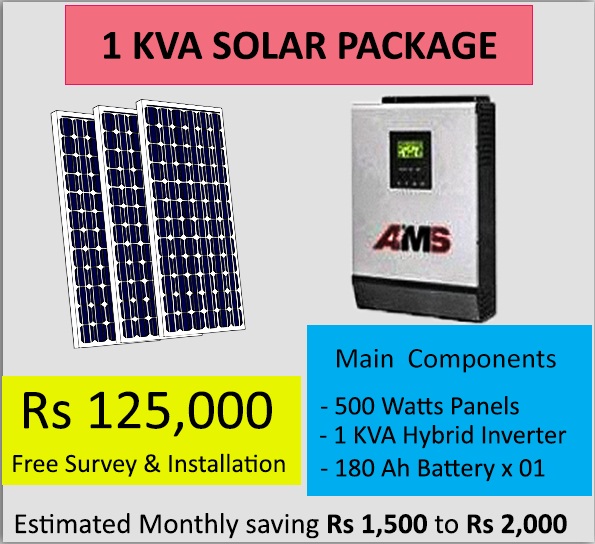 1 KVA SOLAR PACKAGE
AIMS
Rs 125,000
Free Survey & Installation
Main Components
- 500 Watts Panels
- 1 KVA Hybrid Inverter
- 180 Ah Battery x 01
Estimated Monthly saving Rs 1,500 to Rs 2,000